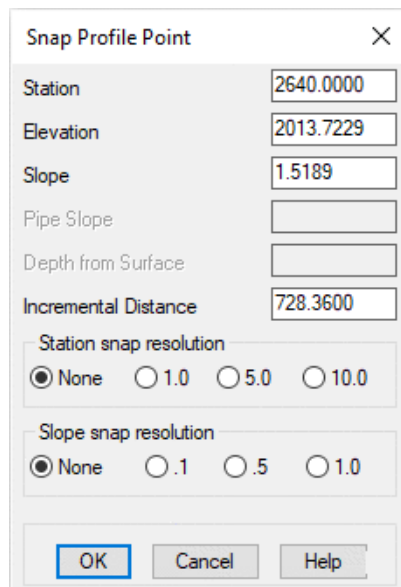 Snap Profile Point
Station 2640.0000
Elevation 2013.7229
Slope 1.5189
Pipe Slope
Depth from Surface
Incremental Distance 728.3600
Station snap resolution
None 1.0 5.0 10.0
Slope snap resolution
None .1 .5 1.0
OK Cancel Help